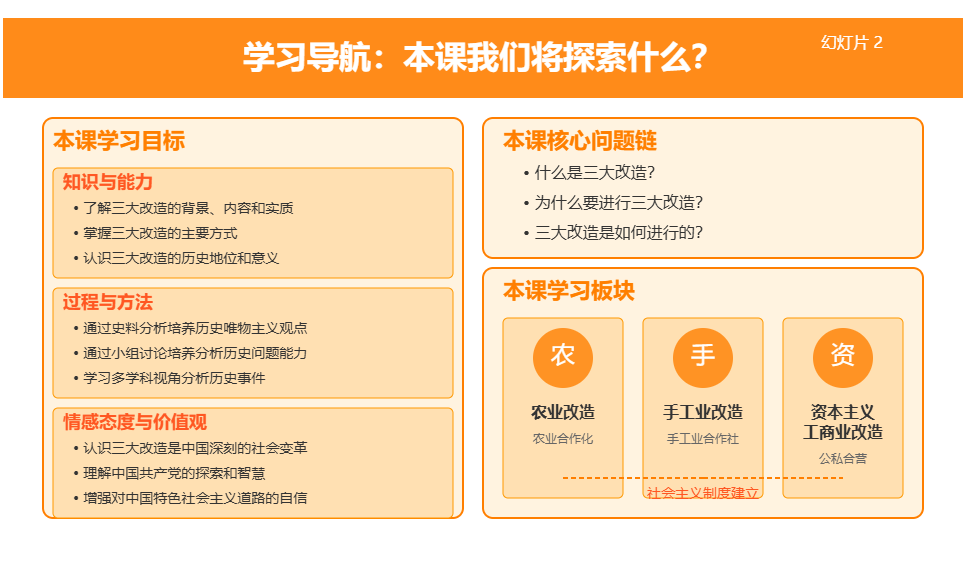 学习导航：本课我们将探索什么？
幻灯片 2
本课学习目标
知识与能力
• 了解三大改造的背景、内容和实质
• 掌握三大改造的主要方式
• 认识三大改造的历史地位和意义
过程与方法
• 通过史料分析培养历史唯物主义观点
• 通过小组讨论培养分析历史问题能力
• 学习多学科视角分析历史事件
情感态度与价值观
• 认识三大改造是中国深刻的社会变革
• 理解中国共产党的探索和智慧
• 增强对中国特色社会主义道路的自信
本课核心问题链
• 什么是三大改造？
• 为什么要进行三大改造？
• 三大改造是如何进行的？
本课学习板块
农
农业改造
农业合作化
手
手工业改造
手工业合作社
资
资本主义
工商业改造
公私合营
社会主义制度建立